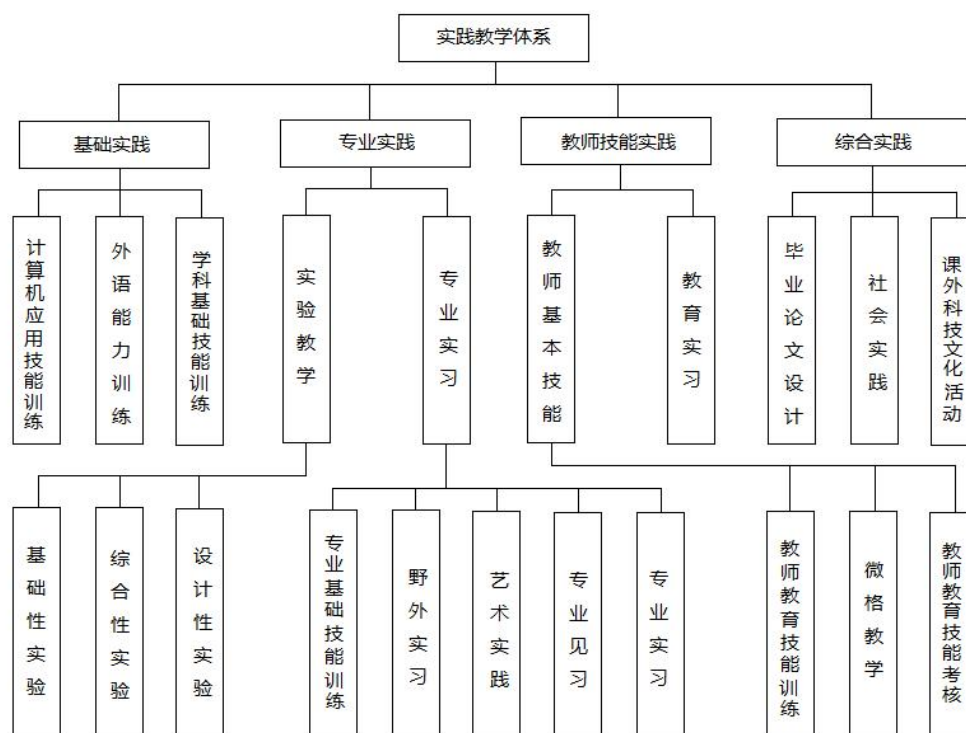 实践教学体系
基础实践
专业实践
教师技能实践
综合实践
计算机应用技能训练
外语能力训练
学科基础技能训练
实验教学
专业实习
教师基本技能
教育实习
毕业论文设计
社会实践
课外科技文化活动
基础性实验
综合性实验
设计性实验
专业基础技能训练
野外实习
艺术实践
专业见习
专业实习
教师教育技能训练
微格教学
教师教育技能考核